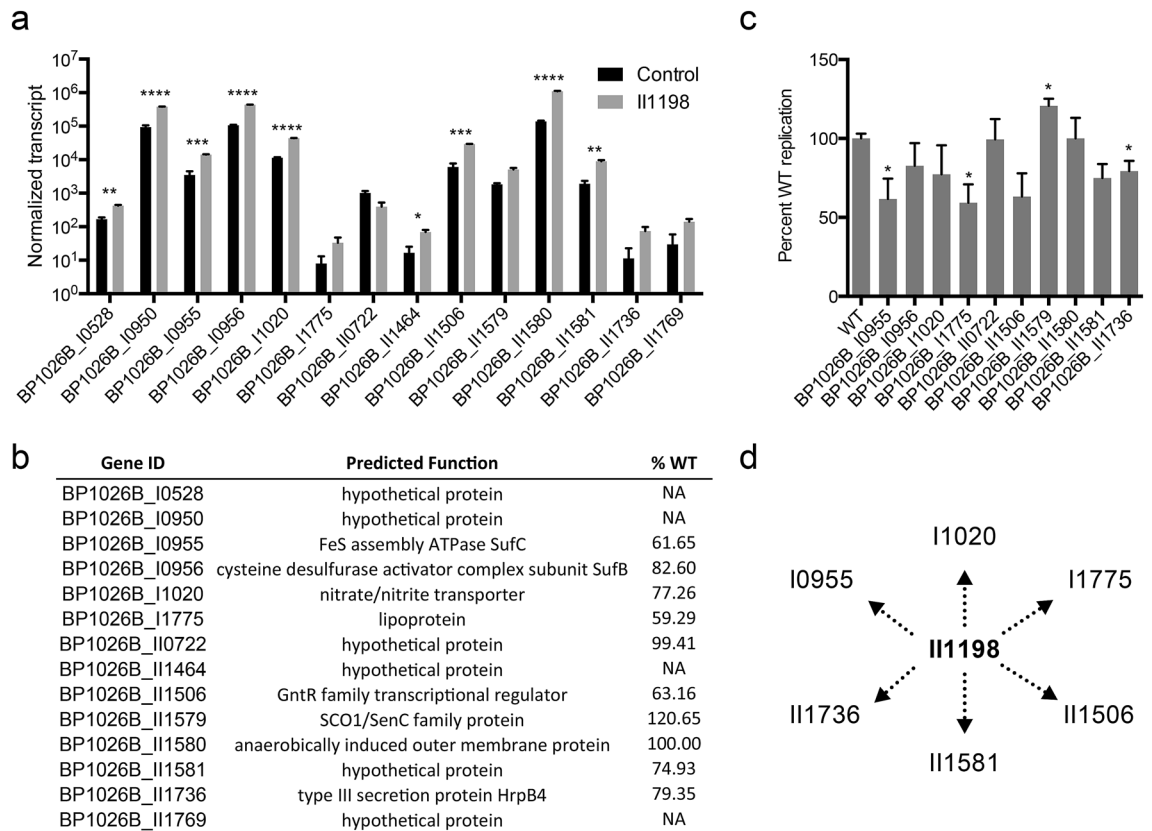 a
Normalized transcript
10^7
10^6
10^5
10^4
10^3
10^2
10^1
10^0
**
****
***
****
****
*
***
****
**
Control
II1198
BP1026B_I0528
BP1026B_I0950
BP1026B_I0955
BP1026B_I0956
BP1026B_I1020
BP1026B_I1775
BP1026B_II0722
BP1026B_II1464
BP1026B_II1506
BP1026B_II1579
BP1026B_II1580
BP1026B_II1581
BP1026B_II1736
BP1026B_II1769
c
Percent WT replication
150
100
50
0
*
*
*
*
WT
BP1026B_I0955
BP1026B_I0956
BP1026B_I1020
BP1026B_I1775
BP1026B_II0722
BP1026B_II1506
BP1026B_II1579
BP1026B_II1580
BP1026B_II1581
BP1026B_II1736
b
Gene ID Predicted Function % WT
BP1026B_I0528 hypothetical protein NA
BP1026B_I0950 hypothetical protein NA
BP1026B_I0955 FeS assembly ATPase SufC 61.65
BP1026B_I0956 cysteine desulfurase activator complex subunit SufB 82.60
BP1026B_I1020 nitrate/nitrite transporter 77.26
BP1026B_I1775 lipoprotein 59.29
BP1026B_II0722 hypothetical protein 99.41
BP1026B_II1464 hypothetical protein NA
BP1026B_II1506 GntR family transcriptional regulator 63.16
BP1026B_II1579 SCO1/SenC family protein 120.65
BP1026B_II1580 anaerobically induced outer membrane protein 100.00
BP1026B_II1581 hypothetical protein 74.93
BP1026B_II1736 type III secretion protein HrpB4 79.35
BP1026B_II1769 hypothetical protein NA
d
I1020
I0955
I1775
II1198
II1736
II1506
II1581